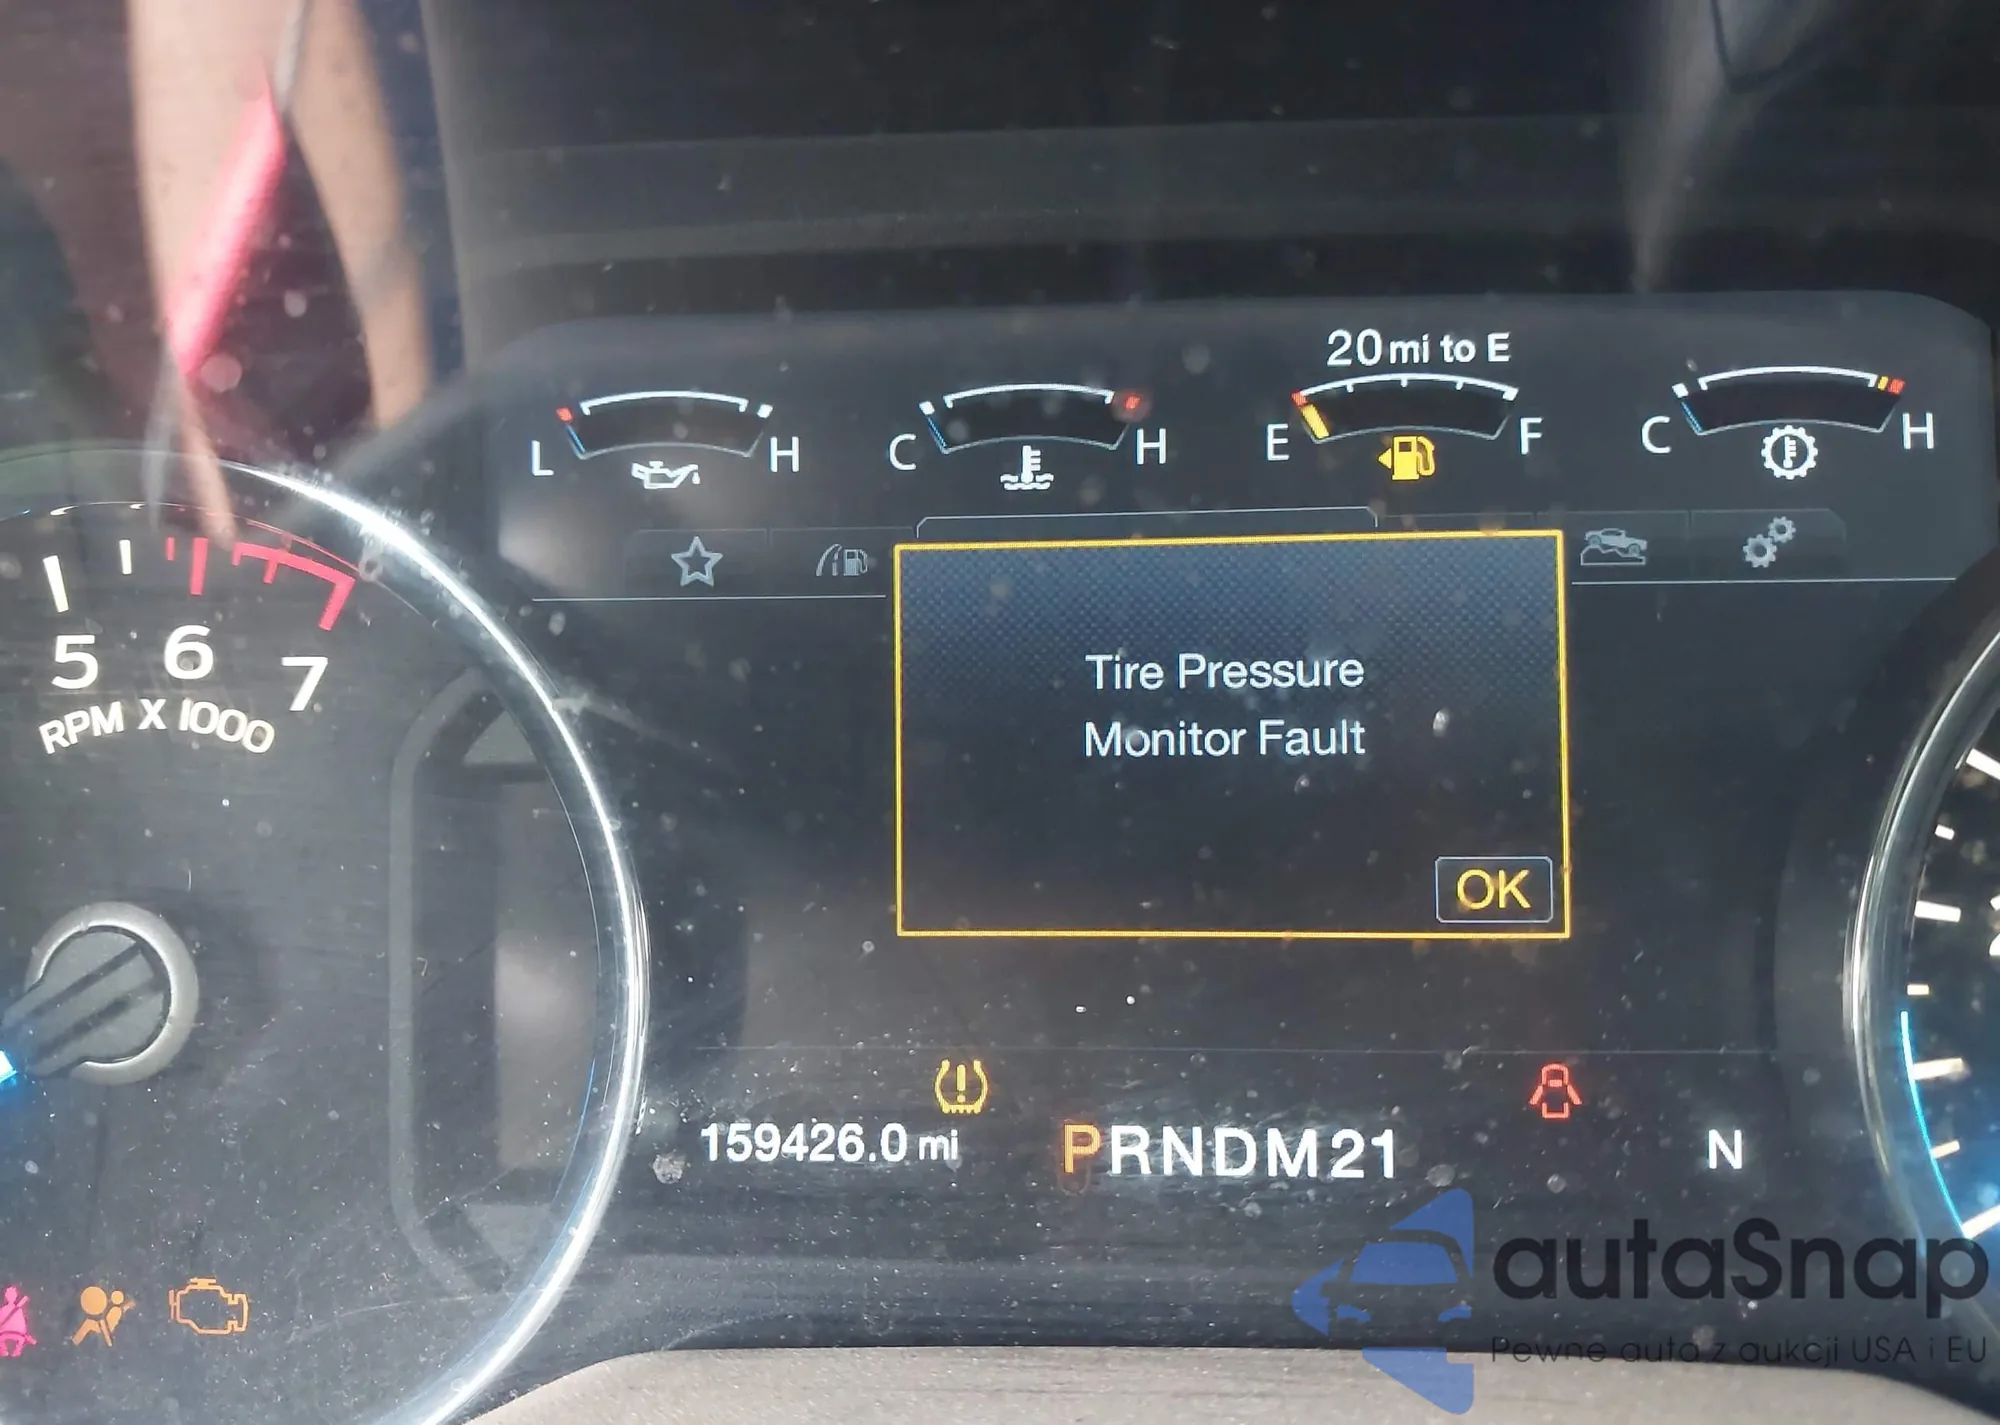 20 mi to E
L H C H E F C H
5 6 7
RPM X 1000
Tire Pressure
Monitor Fault
OK
159426.0 mi PRNDM21 N
autaSnap
Pewne auta z aukcji USA i EU